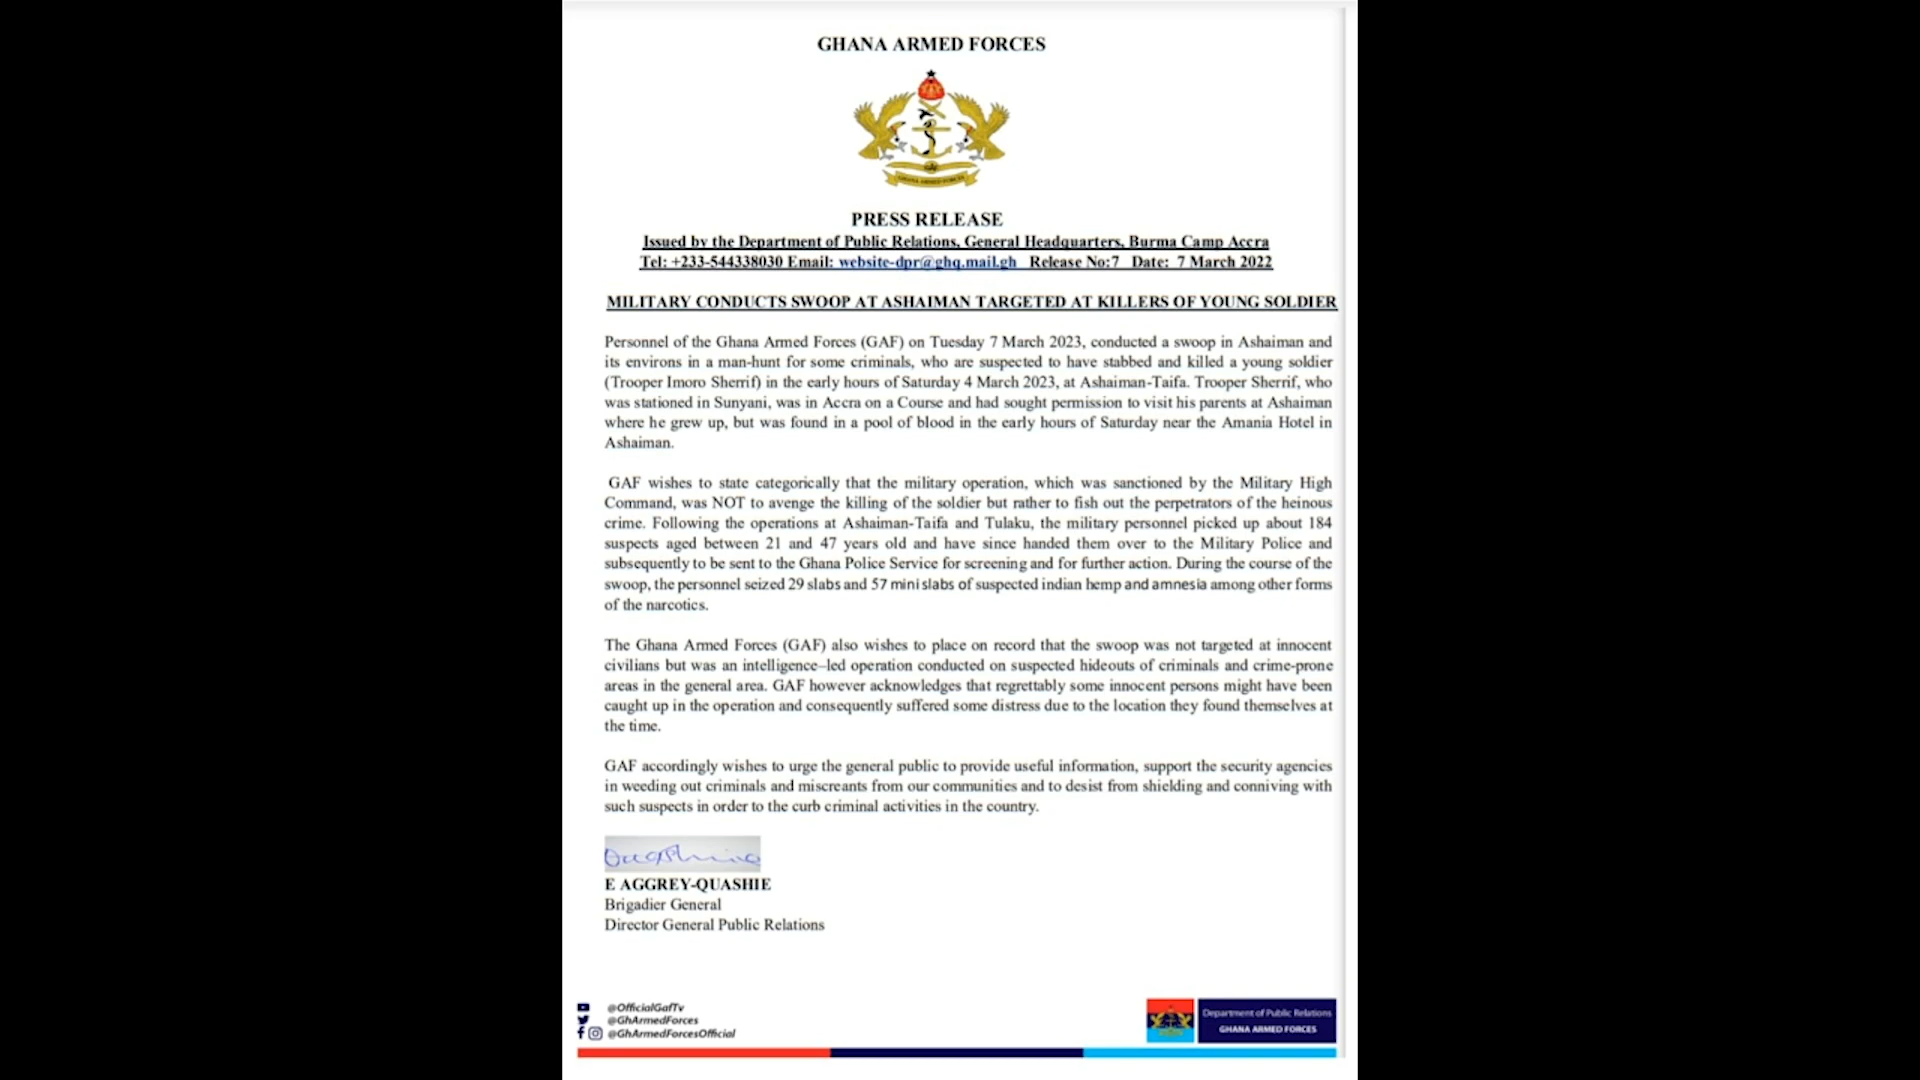 GHANA ARMED FORCES
GHANA ARMED FORCES
PRESS RELEASE
Issued by the Department of Public Relations, General Headquarters, Burma Camp Accra
Tel: +233-544338030 Email: website-dpr@ghq.mail.gh Release No:7 Date: 7 March 2022
MILITARY CONDUCTS SWOOP AT ASHAIMAN TARGETED AT KILLERS OF YOUNG SOLDIER
Personnel of the Ghana Armed Forces (GAF) on Tuesday 7 March 2023, conducted a swoop in Ashaiman and
its environs in a man-hunt for some criminals, who are suspected to have stabbed and killed a young soldier
(Trooper Imoro Sherrif) in the early hours of Saturday 4 March 2023, at Ashaiman-Taifa. Trooper Sherrif, who
was stationed in Sunyani, was in Accra on a Course and had sought permission to visit his parents at Ashaiman
where he grew up, but was found in a pool of blood in the early hours of Saturday near the Amania Hotel in
Ashaiman.
GAF wishes to state categorically that the military operation, which was sanctioned by the Military High
Command, was NOT to avenge the killing of the soldier but rather to fish out the perpetrators of the heinous
crime. Following the operations at Ashaiman-Taifa and Tulaku, the military personnel picked up about 184
suspects aged between 21 and 47 years old and have since handed them over to the Military Police and
subsequently to be sent to the Ghana Police Service for screening and for further action. During the course of the
swoop, the personnel seized 29 slabs and 57 mini slabs of suspected indian hemp and amnesia among other forms
of the narcotics.
The Ghana Armed Forces (GAF) also wishes to place on record that the swoop was not targeted at innocent
civilians but was an intelligence–led operation conducted on suspected hideouts of criminals and crime-prone
areas in the general area. GAF however acknowledges that regrettably some innocent persons might have been
caught up in the operation and consequently suffered some distress due to the location they found themselves at
the time.
GAF accordingly wishes to urge the general public to provide useful information, support the security agencies
in weeding out criminals and miscreants from our communities and to desist from shielding and conniving with
such suspects in order to the curb criminal activities in the country.
E AGGREY-QUASHIE
Brigadier General
Director General Public Relations
@OfficialGafTv
@GhArmedForces
@GhArmedForcesOfficial
Department of Public Relations
GHANA ARMED FORCES